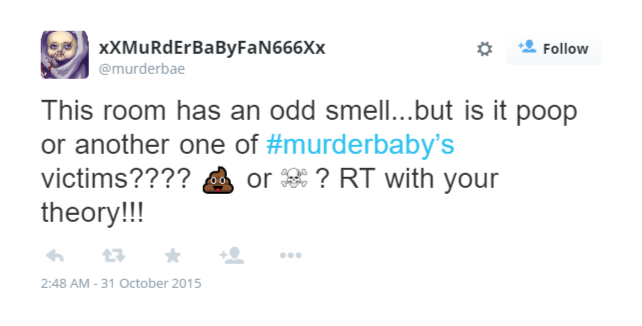 xXMuRdErBaByFaN666Xx
Follow
@murderbae
This room has an odd smell...but is it poop
or another one of #murderbaby’s
victims???? 💩 or ☠ ? RT with your
theory!!!
2:48 AM - 31 October 2015